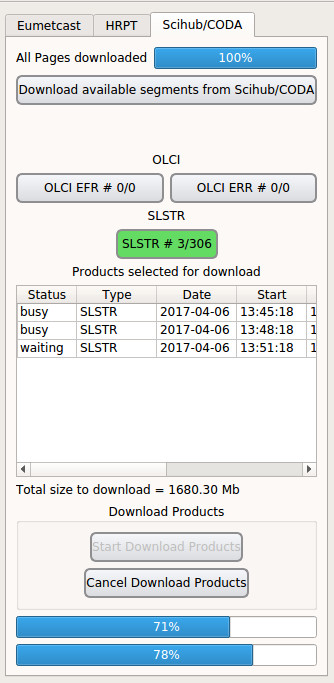 Eumetcast HRPT Scihub/CODA
All Pages downloaded 100%
Download available segments from Scihub/CODA
OLCI
OLCI EFR # 0/0 OLCI ERR # 0/0
SLSTR
SLSTR # 3/306
Products selected for download
Status Type Date Start
busy SLSTR 2017-04-06 13:45:18 1
busy SLSTR 2017-04-06 13:48:18 1
waiting SLSTR 2017-04-06 13:51:18 1
Total size to download = 1680.30 Mb
Download Products
Start Download Products
Cancel Download Products
71%
78%